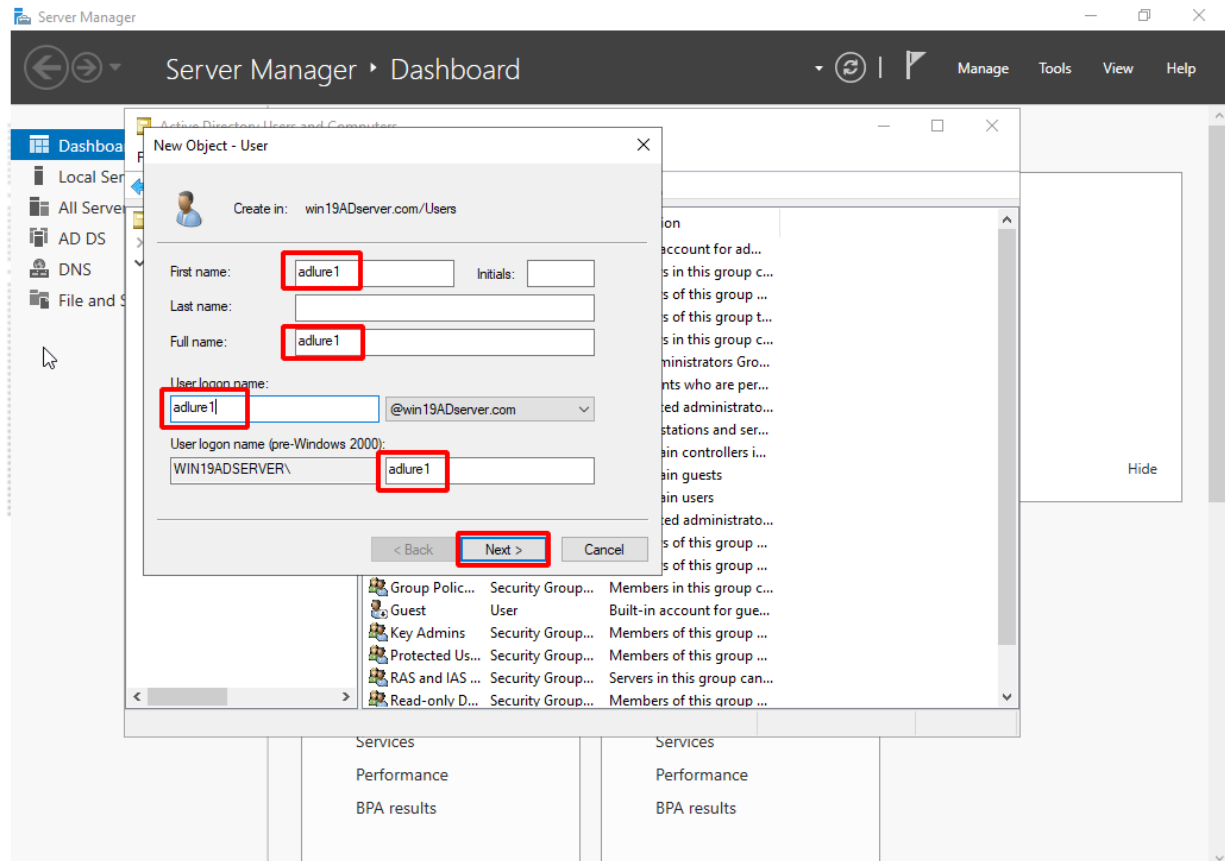 Server Manager
Server Manager • Dashboard
Manage Tools View Help
Active Directory Users and Computers
New Object - User
Dashboa
Local Ser
All Server
AD DS
DNS
File and S
Create in: win19ADserver.com/Users
First name: adlure1 Initials:
Last name:
Full name: adlure1
User logon name:
adlure1 @win19ADserver.com
User logon name (pre-Windows 2000):
WIN19ADSERVER\ adlure1
< Back Next > Cancel
ion
account for ad...
s in this group c...
s of this group ...
s of this group t...
s in this group c...
ministrators Gro...
nts who are per...
ted administrato...
stations and ser...
ain controllers i...
ain guests
ain users
ted administrato...
s of this group ...
s of this group ...
Group Polic... Security Group... Members in this group c...
Guest User Built-in account for gue...
Key Admins Security Group... Members of this group ...
Protected Us... Security Group... Members of this group ...
RAS and IAS ... Security Group... Servers in this group can...
Read-only D... Security Group... Members of this group ...
Hide
Services Services
Performance Performance
BPA results BPA results